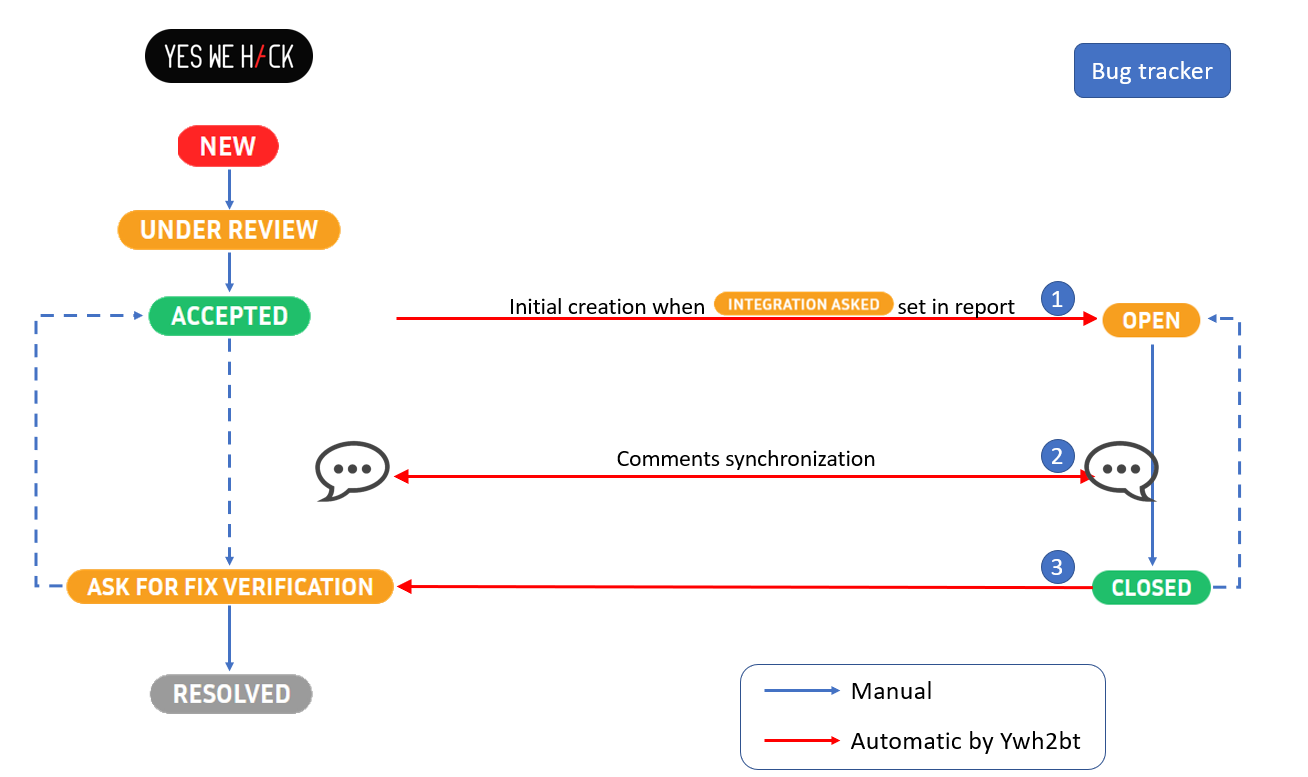 YES WE HACK
Bug tracker
NEW
UNDER REVIEW
ACCEPTED
Initial creation when INTEGRATION ASKED set in report
1
OPEN
Comments synchronization
2
3
ASK FOR FIX VERIFICATION
CLOSED
RESOLVED
Manual
Automatic by Ywh2bt